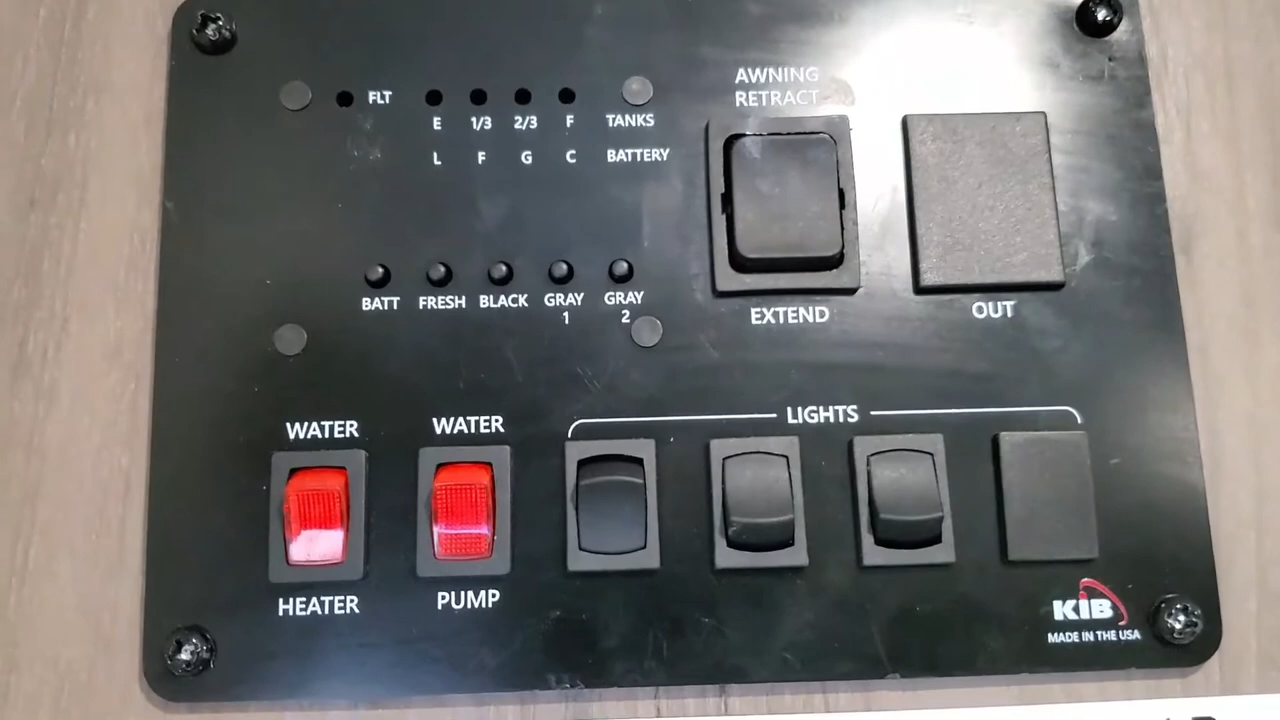 FLT
E 1/3 2/3 F TANKS
L F G C BATTERY
BATT FRESH BLACK GRAY 1 GRAY 2
AWNING
RETRACT
EXTEND
OUT
WATER
HEATER
WATER
PUMP
LIGHTS
KIB
MADE IN THE USA